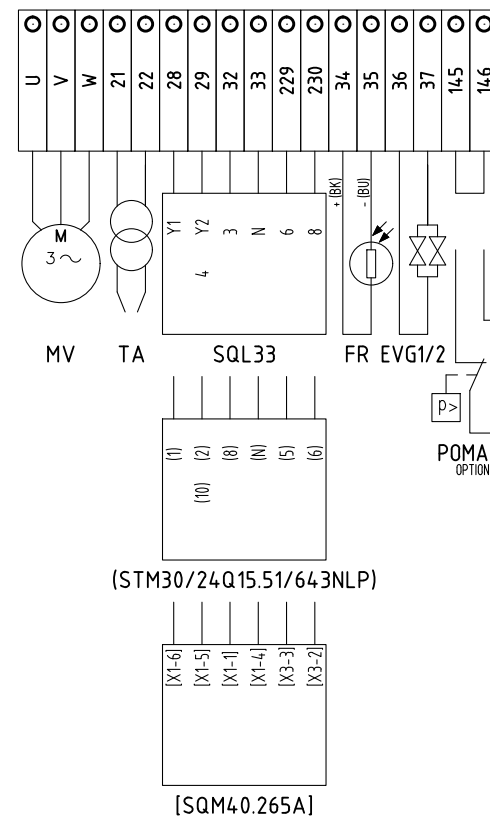 U V W 21 22 28 29 32 33 229 230 34 35 36 37 145 146
+ (BK) - (BU)
Y1 Y2 3 N 6 8
4
M
3~
MV TA SQL33 FR EVG1/2
p>
POMA
OPTION
(1) (2) (8) (N) (5) (6)
(10)
(STM30/24Q15.51/643NLP)
[X1-6] [X1-5] [X1-1] [X1-4] [X3-3] [X3-2]
[SQM40.265A]